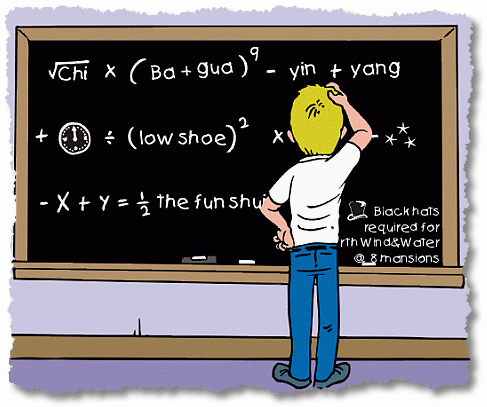 √Chi x (Ba + gua)⁹ - yin + yang
+ ÷ (low shoe)² x -
- X + Y = ½ the fun shui
Black hats
required for
rth Wind&Water
@ 8 mansions